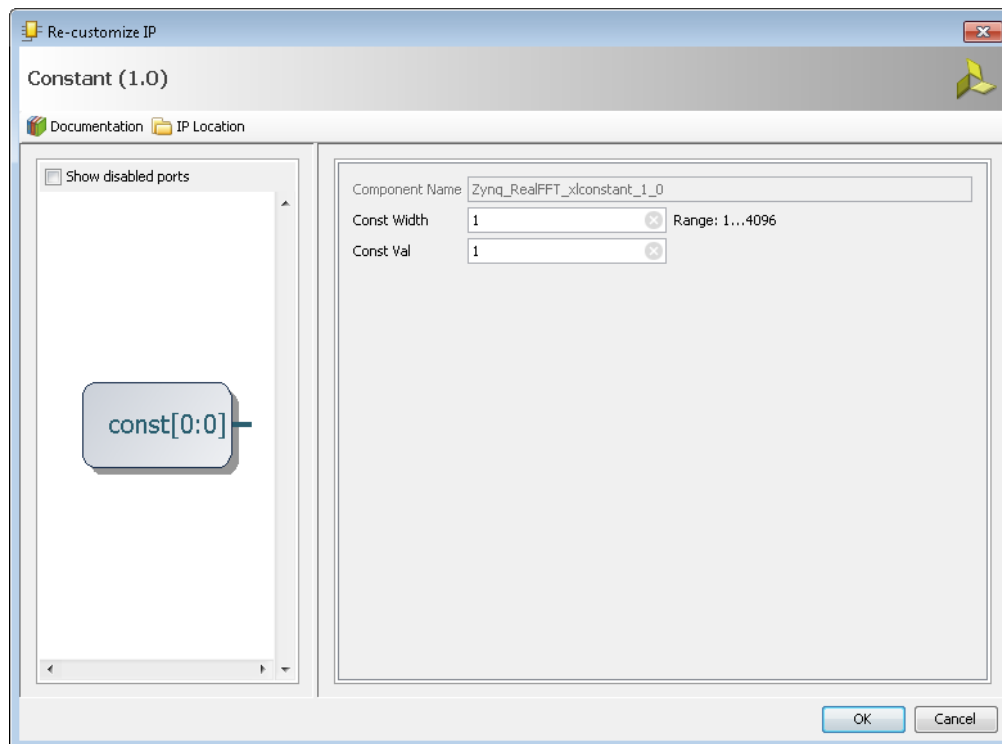 Re-customize IP
Constant (1.0)
Documentation IP Location
Show disabled ports
const[0:0]
Component Name Zynq_RealFFT_xlconstant_1_0
Const Width 1 Range: 1...4096
Const Val 1
OK Cancel